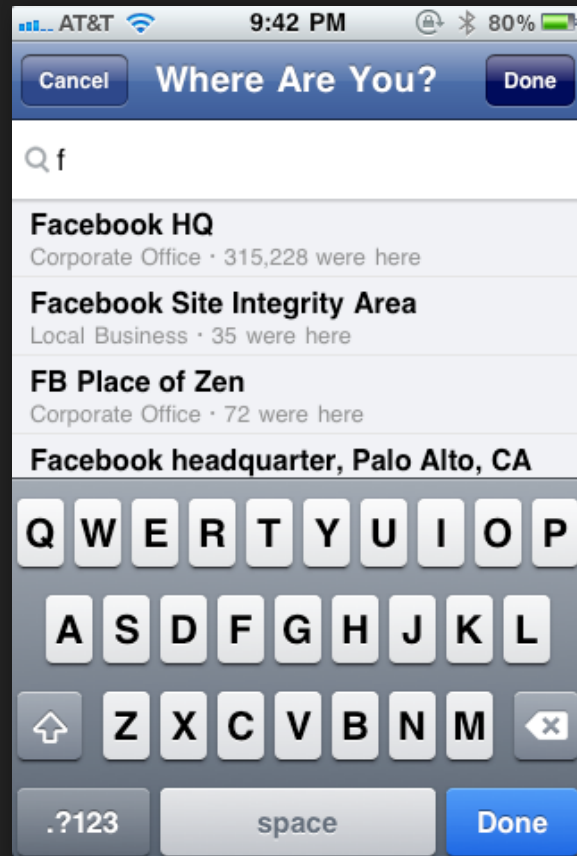 AT&T 9:42 PM 80%
Cancel Where Are You? Done
f
Facebook HQ
Corporate Office · 315,228 were here
Facebook Site Integrity Area
Local Business · 35 were here
FB Place of Zen
Corporate Office · 72 were here
Facebook headquarter, Palo Alto, CA
Q W E R T Y U I O P
A S D F G H J K L
Z X C V B N M
.?123 space Done